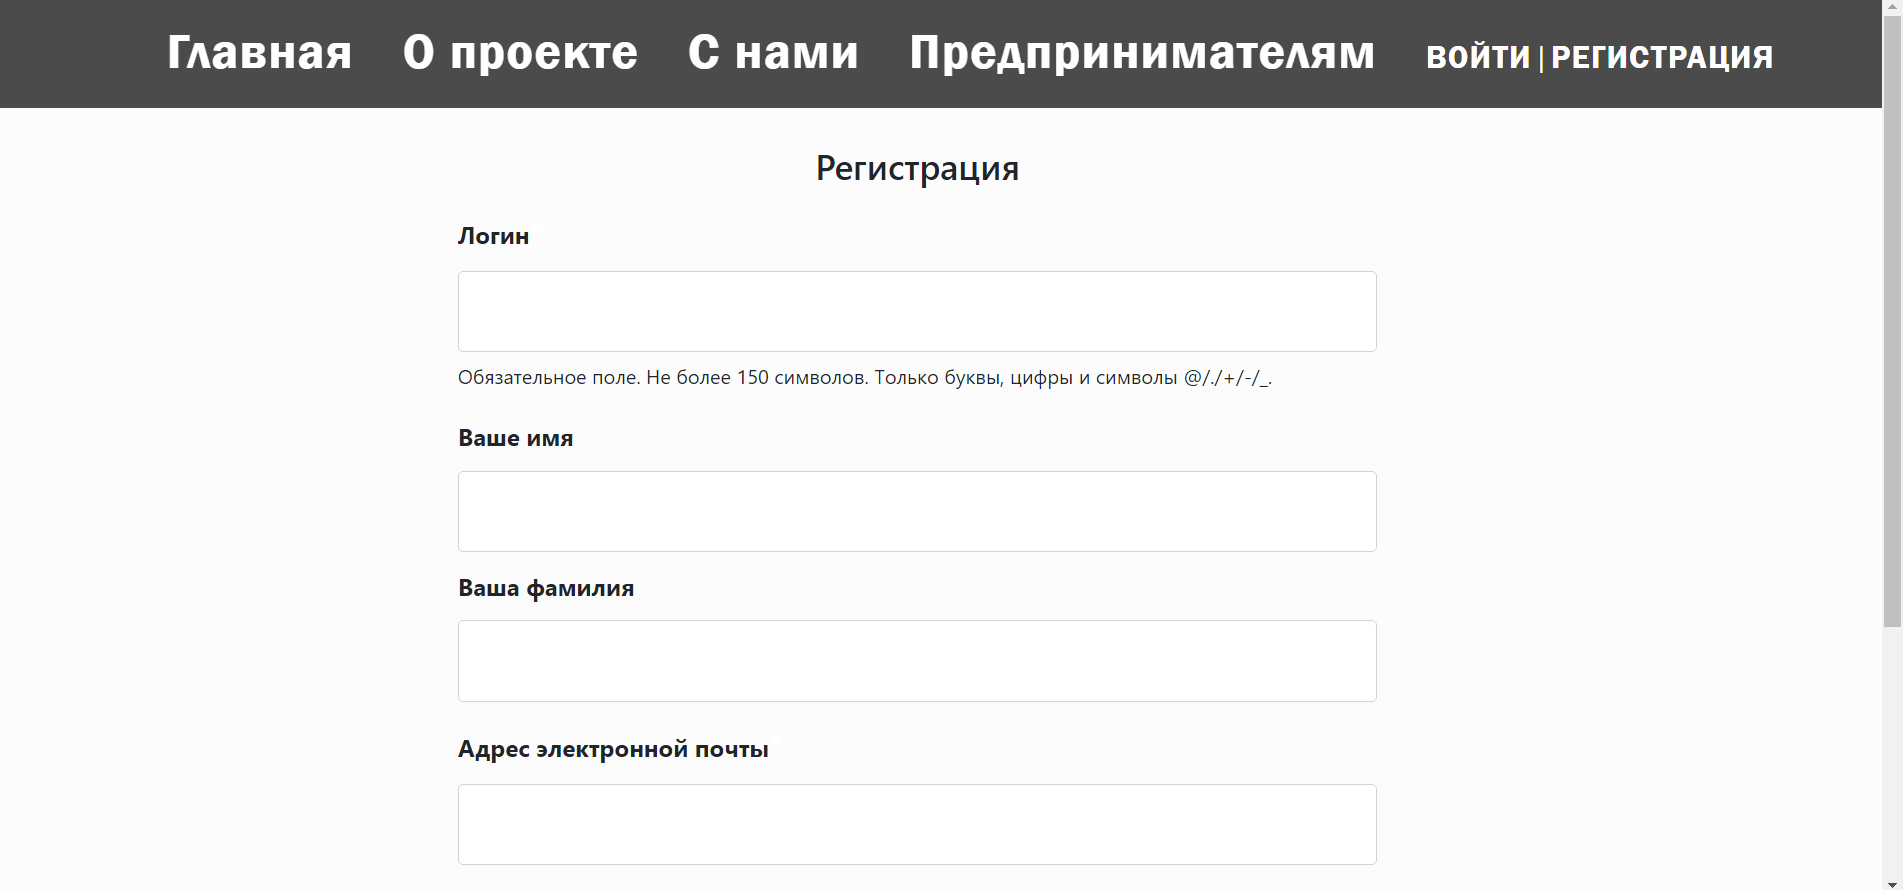 Главная О проекте С нами Предпринимателям ВОЙТИ | РЕГИСТРАЦИЯ
Регистрация
Логин
Обязательное поле. Не более 150 символов. Только буквы, цифры и символы @/./+/-/_.
Ваше имя
Ваша фамилия
Адрес электронной почты